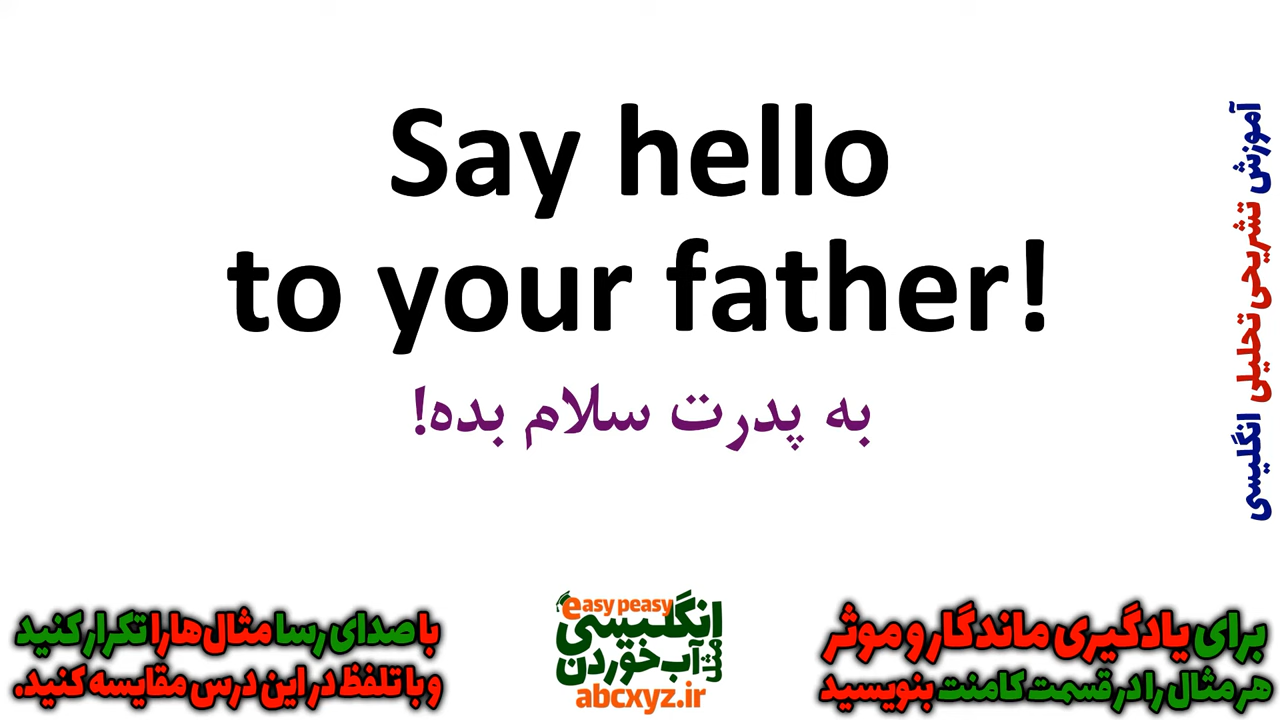 Say hello
to your father!
به پدرت سلام بده!
آموزش تشریحی تحلیلی انگلیسی
برای یادگیری ماندگار و موثر
هر مثال را در قسمت کامنت بنویسید
easy peasy
انگلیسی
مثل آب خوردن
abcxyz.ir
با صدای رسا مثال‌ها را تکرار کنید
و با تلفظ در این درس مقایسه کنید.